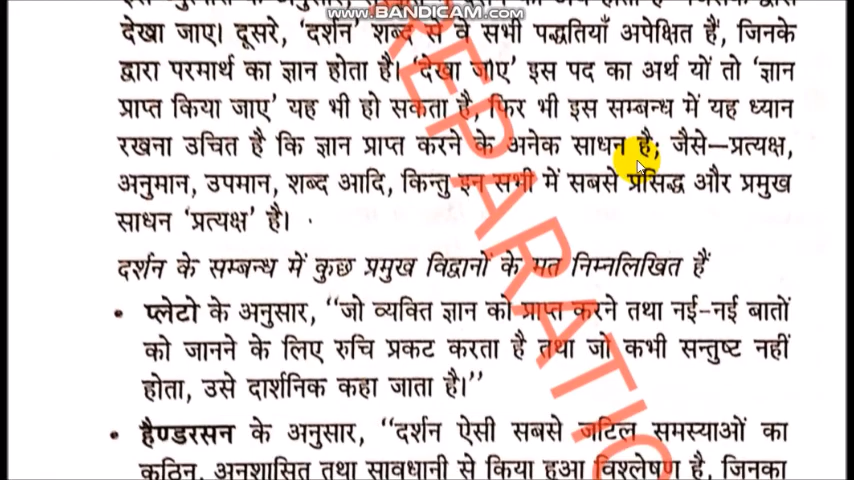 www.BANDICAM.com
देखा जाए। दूसरे, 'दर्शन' शब्द से वे सभी पद्धतियाँ अपेक्षित हैं, जिनके
द्वारा परमार्थ का ज्ञान होता है। 'देखा जाए' इस पद का अर्थ यों तो 'ज्ञान
प्राप्त किया जाए' यह भी हो सकता है, फिर भी इस सम्बन्ध में यह ध्यान
रखना उचित है कि ज्ञान प्राप्त करने के अनेक साधन है; जैसे—प्रत्यक्ष,
अनुमान, उपमान, शब्द आदि, किन्तु इन सभी में सबसे प्रसिद्ध और प्रमुख
साधन 'प्रत्यक्ष' है।
दर्शन के सम्बन्ध में कुछ प्रमुख विद्वानों के मत निम्नलिखित हैं
• प्लेटो के अनुसार, "जो व्यक्ति ज्ञान को प्राप्त करने तथा नई-नई बातों
को जानने के लिए रुचि प्रकट करता है तथा जो कभी सन्तुष्ट नहीं
होता, उसे दार्शनिक कहा जाता है।"
• हैण्डरसन के अनुसार, "दर्शन ऐसी सबसे जटिल समस्याओं का
कठिन, अनुशासित तथा सावधानी से किया हुआ विश्लेषण है, जिनका
REPARATIO